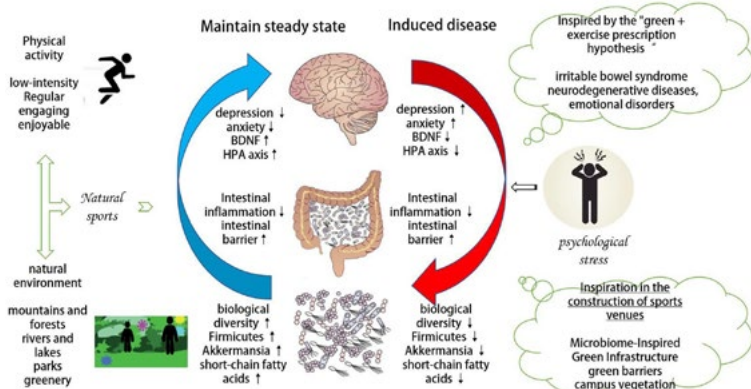 Maintain steady state
Induced disease
Physical
activity
low-intensity
Regular
engaging
enjoyable
Natural
sports
natural
environment
mountains and
forests
rivers and
lakes
parks
greenery
depression ↓
anxiety ↓
BDNF ↑
HPA axis ↑
Intestinal
inflammation ↓
intestinal
barrier ↑
biological
diversity ↑
Firmicutes ↑
Akkermansia ↑
short-chain fatty
acids ↑
depression ↑
anxiety ↑
BDNF ↓
HPA axis ↓
Intestinal
inflammation ↓
intestinal
barrier ↑
biological
diversity ↓
Firmicutes ↓
Akkermansia ↓
short-chain fatty
acids ↓
Inspired by the "green +
exercise prescription
hypothesis "
irritable bowel syndrome
neurodegenerative diseases,
emotional disorders
psychological
stress
Inspiration in the
construction of sports
venues
Microbiome-Inspired
Green Infrastructure
green barriers
campus vegetation